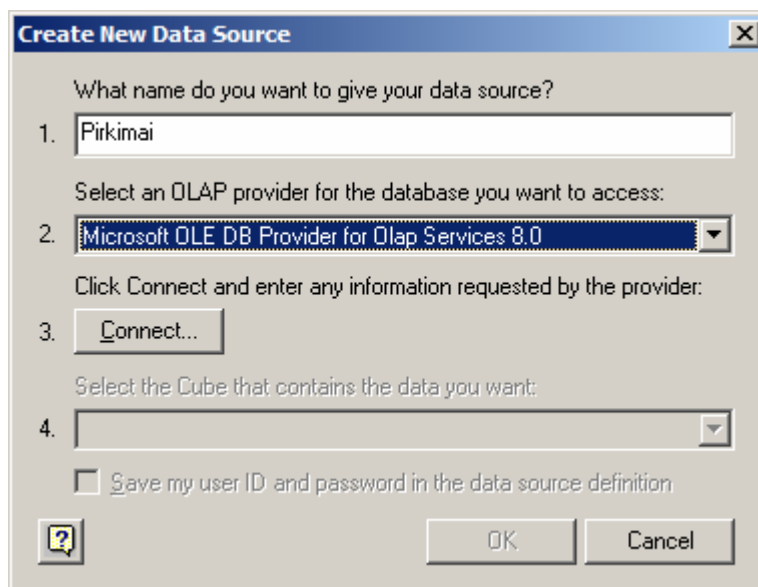 Create New Data Source
What name do you want to give your data source?
1. Pirkimai
Select an OLAP provider for the database you want to access:
2. Microsoft OLE DB Provider for Olap Services 8.0
Click Connect and enter any information requested by the provider:
3. Connect...
Select the Cube that contains the data you want:
4.
Save my user ID and password in the data source definition
? OK Cancel